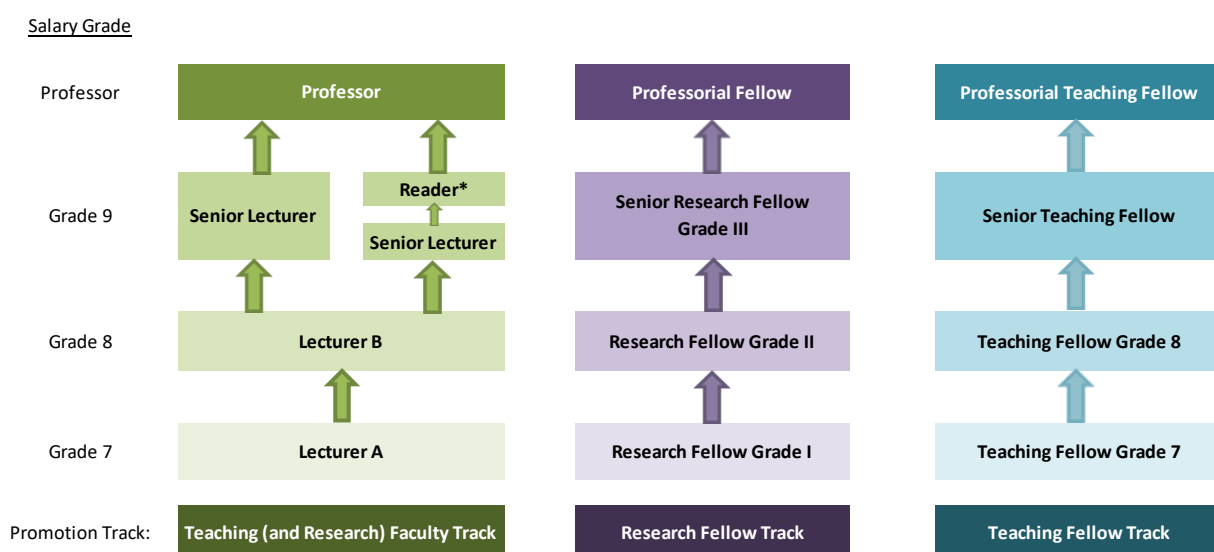 Salary Grade
Professor
Professor
Professorial Fellow
Professorial Teaching Fellow
Grade 9
Senior Lecturer
Reader*
Senior Lecturer
Senior Research Fellow
Grade III
Senior Teaching Fellow
Grade 8
Lecturer B
Research Fellow Grade II
Teaching Fellow Grade 8
Grade 7
Lecturer A
Research Fellow Grade I
Teaching Fellow Grade 7
Promotion Track:
Teaching (and Research) Faculty Track
Research Fellow Track
Teaching Fellow Track